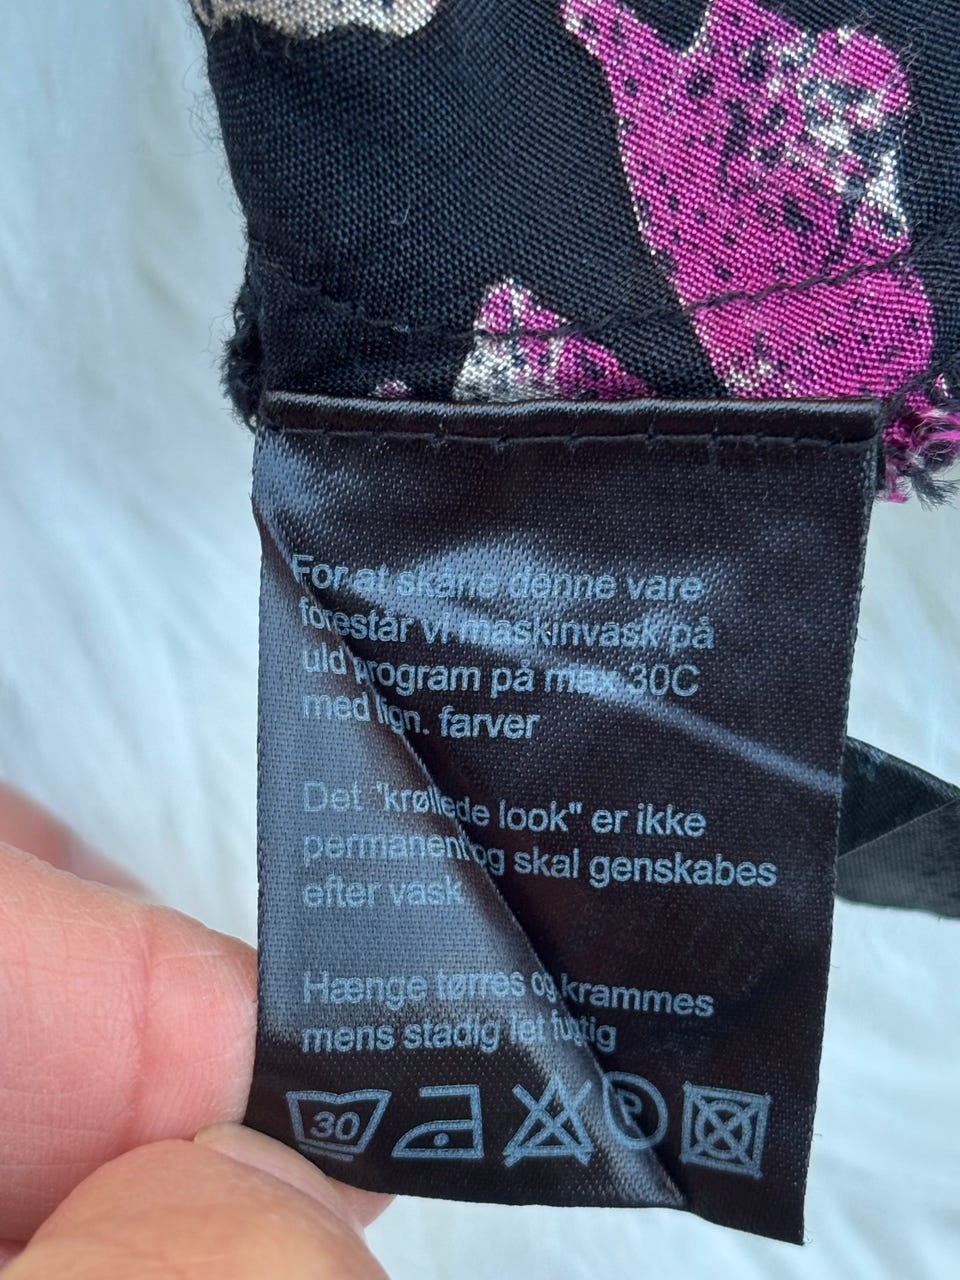 For at skåne denne vare
forestår vi maskinvask på
uld program på max 30C
med lign. farver
Det "krøllede look" er ikke
permanent og skal genskabes
efter vask
Hænge tørres og krammes
mens stadig let fugtig
30 P